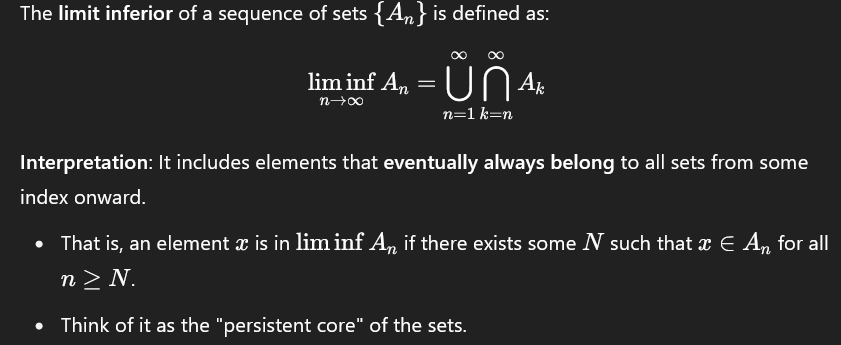 The limit inferior of a sequence of sets {Aₙ} is defined as:
lim inf Aₙ = ⋃ ⋂ Aₖ
n→∞ n=1 ∞ k=n ∞
Interpretation: It includes elements that eventually always belong to all sets from some
index onward.
• That is, an element x is in lim inf Aₙ if there exists some N such that x ∈ Aₙ for all
n ≥ N.
• Think of it as the "persistent core" of the sets.